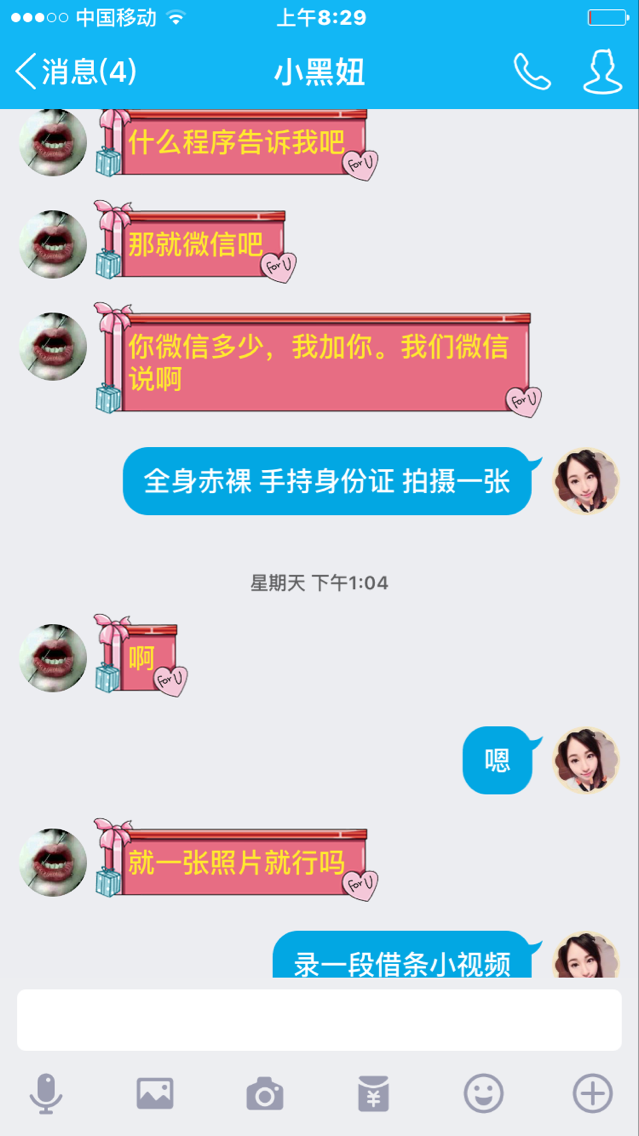 中国移动
上午8:29
消息(4)
小黑妞
什么程序告诉我吧
for U
那就微信吧
for U
你微信多少，我加你。我们微信
说啊
for U
全身赤裸 手持身份证 拍摄一张
星期天 下午1:04
啊
for U
嗯
就一张照片就行吗
for U
录一段借条小视频
¥